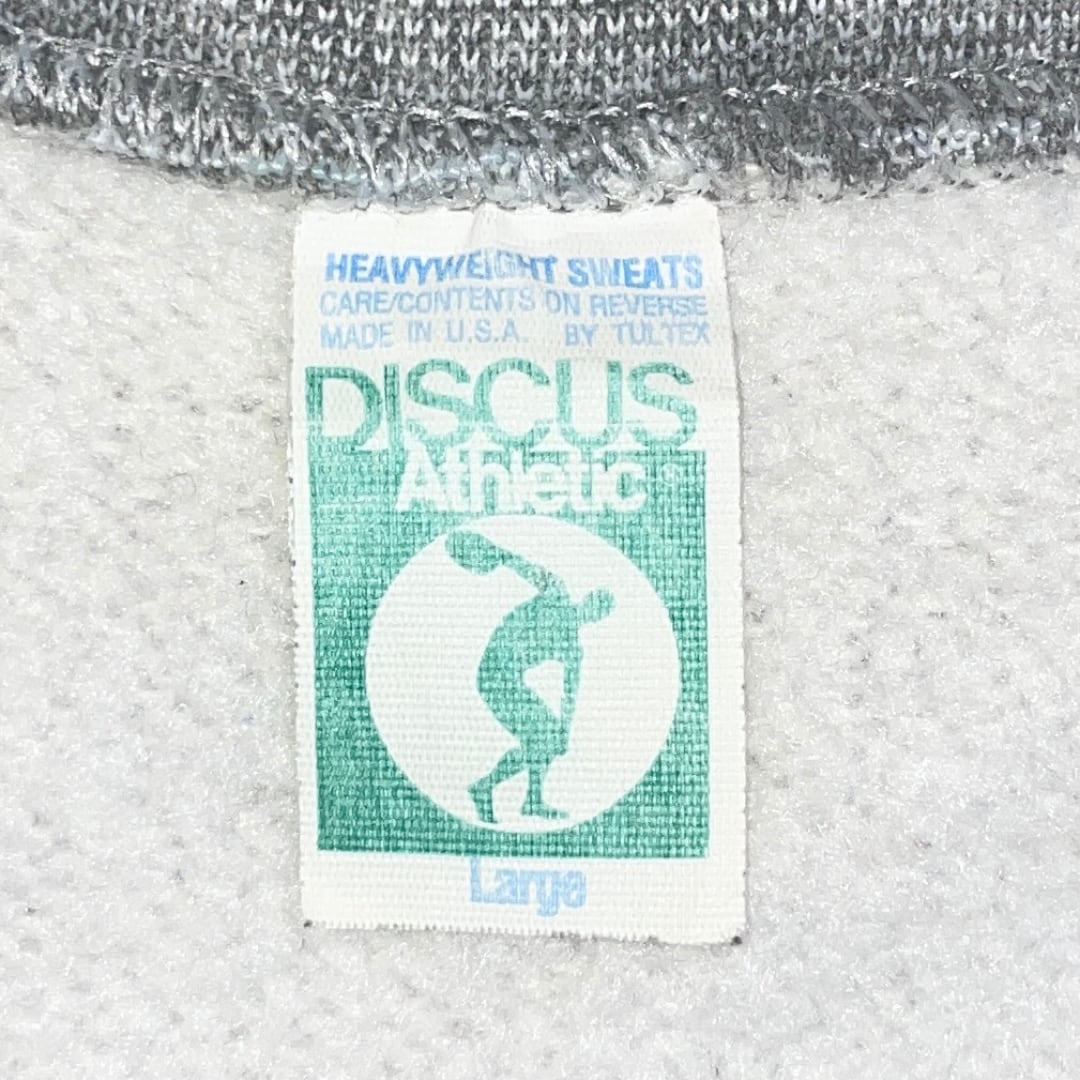 HEAVYWEIGHT SWEATS
CARE/CONTENTS ON REVERSE
MADE IN U.S.A. BY TULTEX
DISCUS
Athletic ®
Large